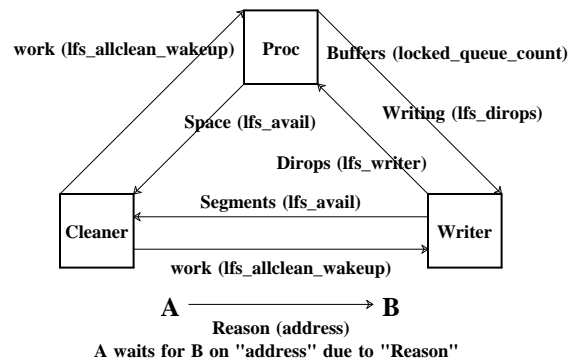 work (lfs_allclean_wakeup)
Proc
Buffers (locked_queue_count)
Space (lfs_avail)
Writing (lfs_dirops)
Dirops (lfs_writer)
Segments (lfs_avail)
Cleaner
Writer
work (lfs_allclean_wakeup)
A
B
Reason (address)
A waits for B on "address" due to "Reason"